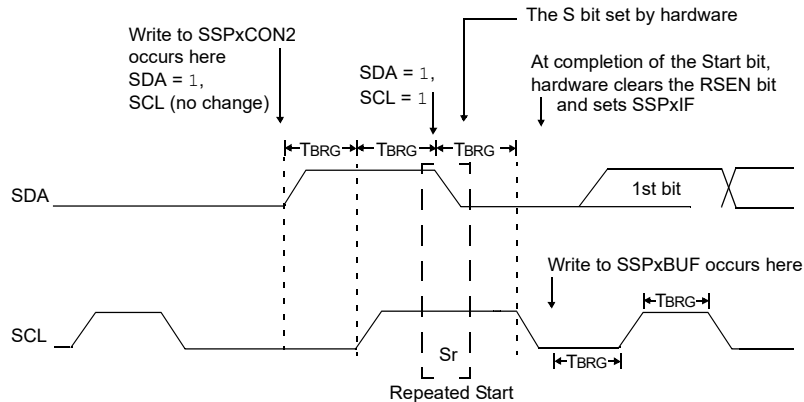 The S bit set by hardware
Write to SSPxCON2
occurs here
SDA = 1,
SCL (no change)
SDA = 1,
SCL = 1
At completion of the Start bit,
hardware clears the RSEN bit
and sets SSPxIF
TBRG
TBRG
TBRG
SDA
1st bit
Write to SSPxBUF occurs here
TBRG
SCL
Sr
TBRG
Repeated Start